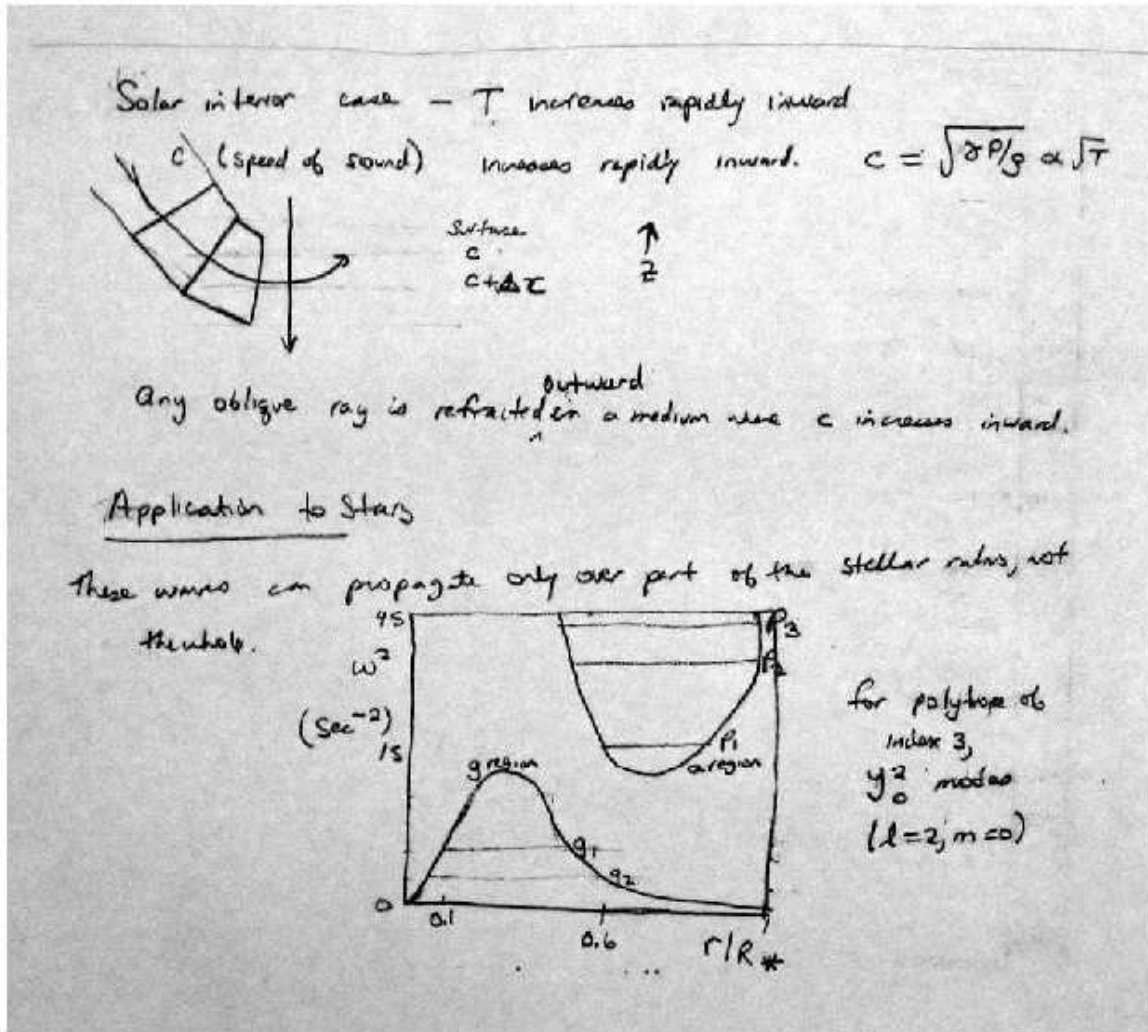 Solar interior case - T increases rapidly inward
C (speed of sound) increases rapidly inward. c = √γP/ρ ∝ √T
Surface
c
c+Δc
↑
z
outward
Any oblique ray is refracted in a medium where c increases inward.
Application to Stars
These waves can propagate only over part of the stellar radius, not
the whole.
45
ω²
(sec⁻²)
15
0
P3
P2
P1
a region
g region
g1
g2
0.1
0.6
r/R*
for polytrope of
index 3,
y²₀ modes
(l=2, m=0)